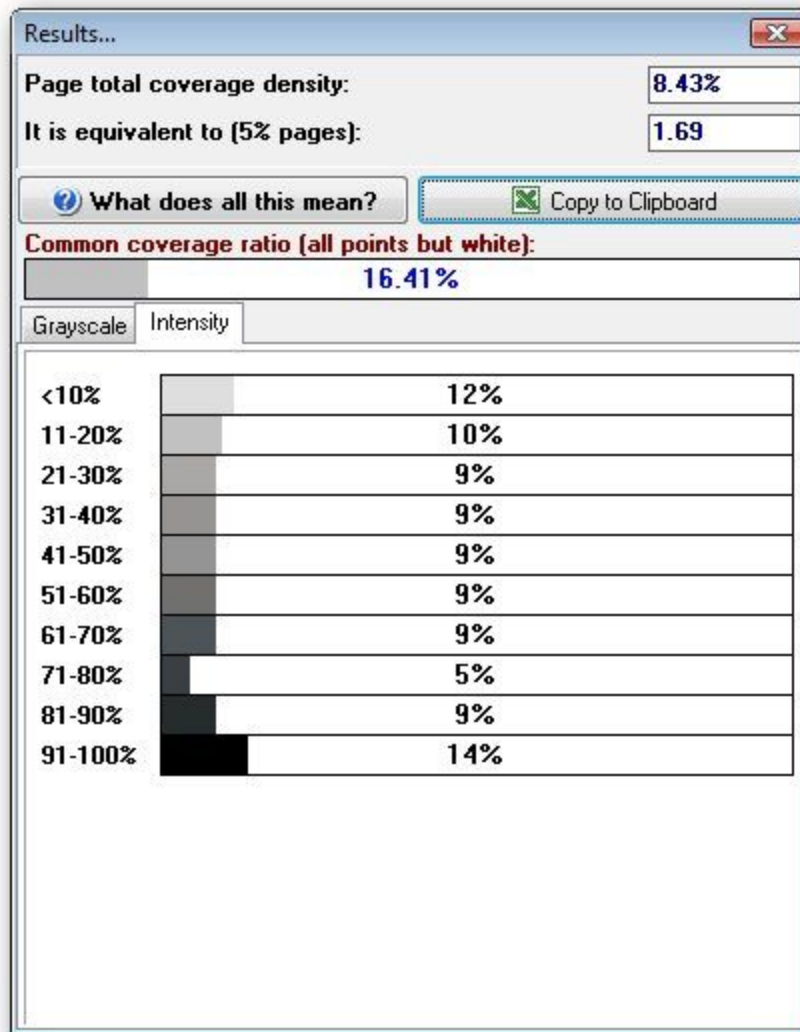 Results...
Page total coverage density: 8.43%
It is equivalent to (5% pages): 1.69
What does all this mean? Copy to Clipboard
Common coverage ratio (all points but white):
16.41%
Grayscale Intensity
<10% 12%
11-20% 10%
21-30% 9%
31-40% 9%
41-50% 9%
51-60% 9%
61-70% 9%
71-80% 5%
81-90% 9%
91-100% 14%